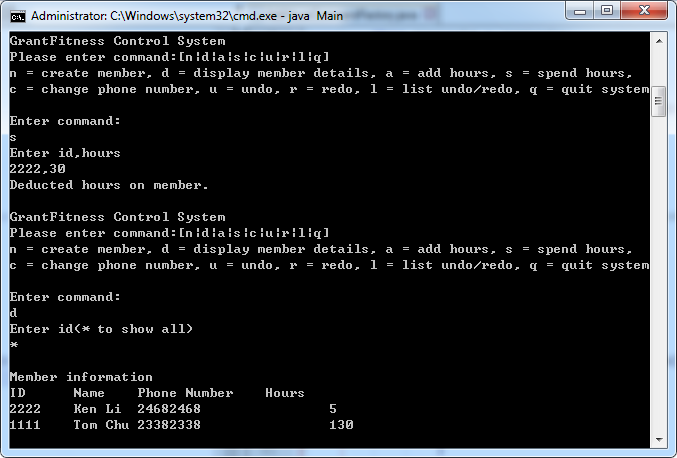 Administrator: C:\Windows\system32\cmd.exe - java Main
GrantFitness Control System
Please enter command:[n¦d¦a¦s¦c¦u¦r¦l¦q]
n = create member, d = display member details, a = add hours, s = spend hours,
c = change phone number, u = undo, r = redo, l = list undo/redo, q = quit system
Enter command:
s
Enter id,hours
2222,30
Deducted hours on member.
GrantFitness Control System
Please enter command:[n¦d¦a¦s¦c¦u¦r¦l¦q]
n = create member, d = display member details, a = add hours, s = spend hours,
c = change phone number, u = undo, r = redo, l = list undo/redo, q = quit system
Enter command:
d
Enter id(* to show all)
*
Member information
ID Name Phone Number Hours
2222 Ken Li 24682468 5
1111 Tom Chu 23382338 130